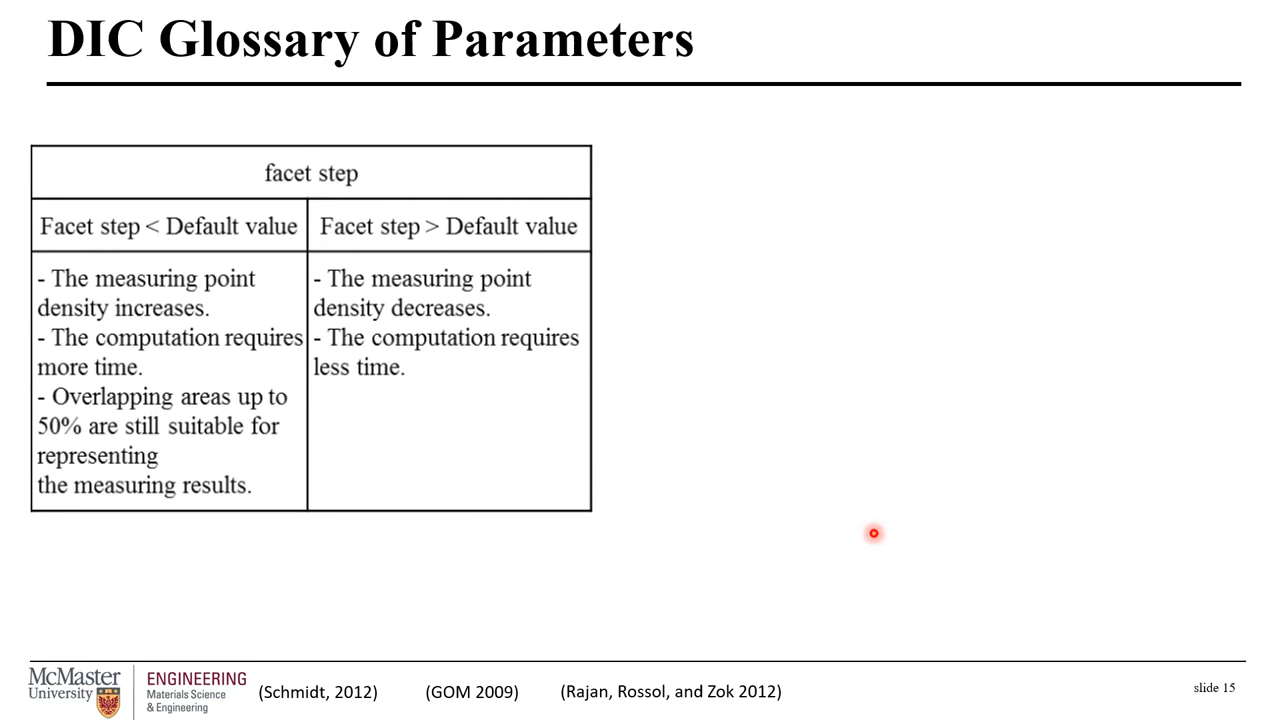 DIC Glossary of Parameters
facet step
Facet step < Default value
Facet step > Default value
- The measuring point
density increases.
- The computation requires
more time.
- Overlapping areas up to
50% are still suitable for
representing
the measuring results.
- The measuring point
density decreases.
- The computation requires
less time.
McMaster
University
ENGINEERING
Materials Science
& Engineering
(Schmidt, 2012)
(GOM 2009)
(Rajan, Rossol, and Zok 2012)
slide 15